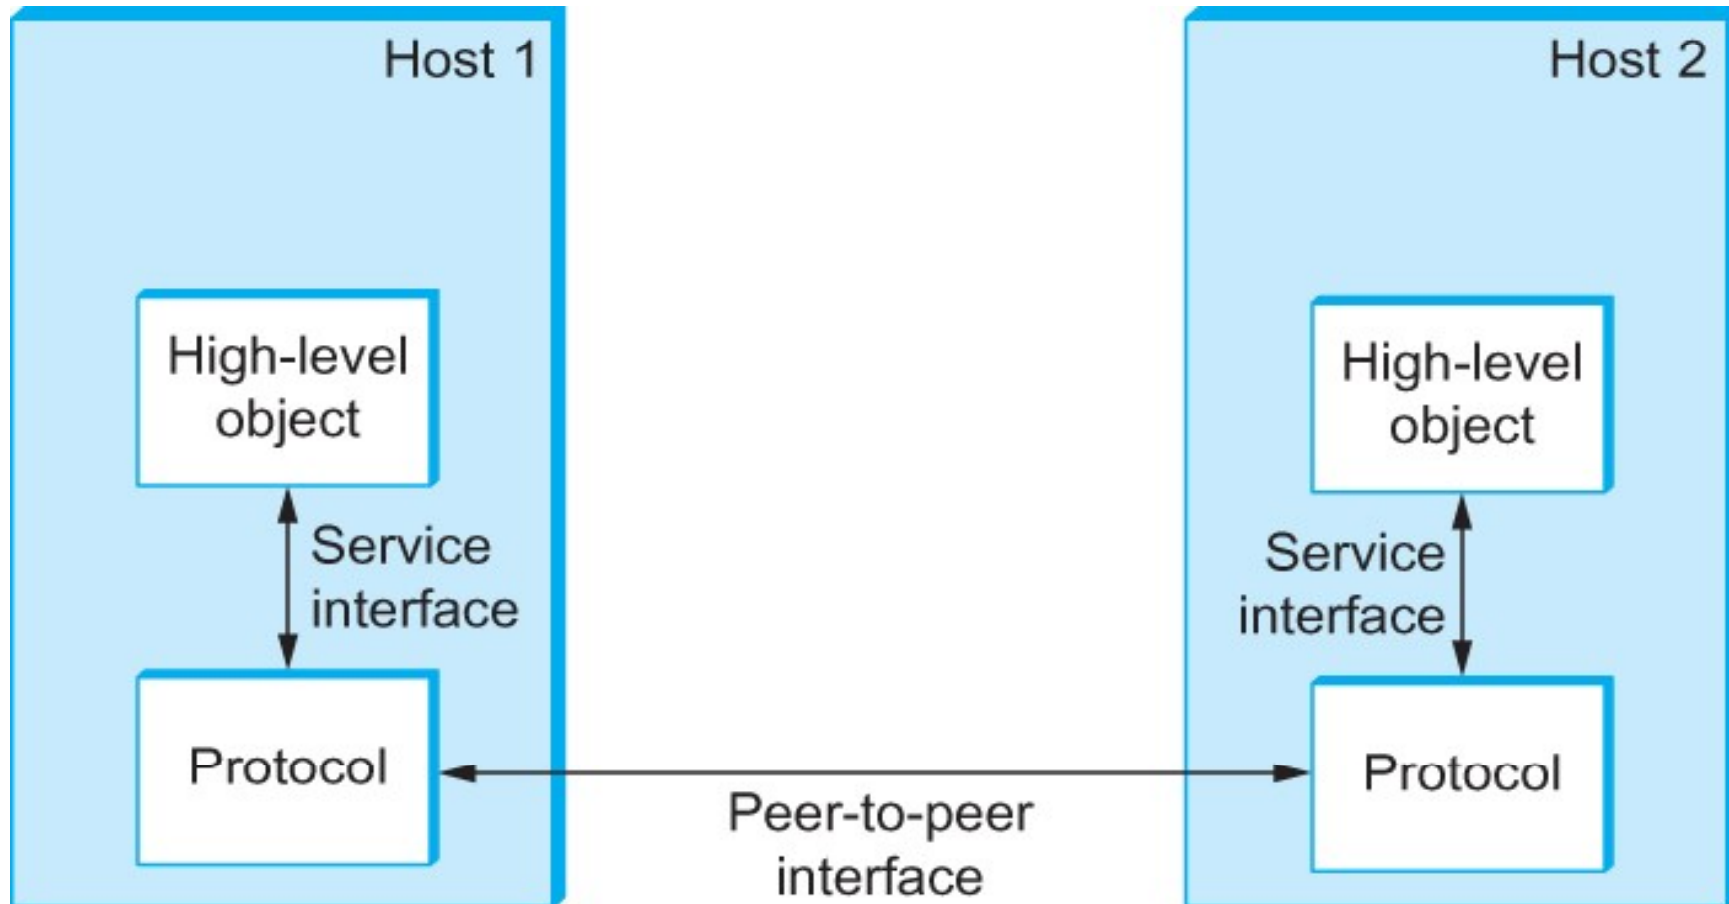 Host 1
High-level
object
Service
interface
Protocol
Peer-to-peer
interface
Host 2
High-level
object
Service
interface
Protocol